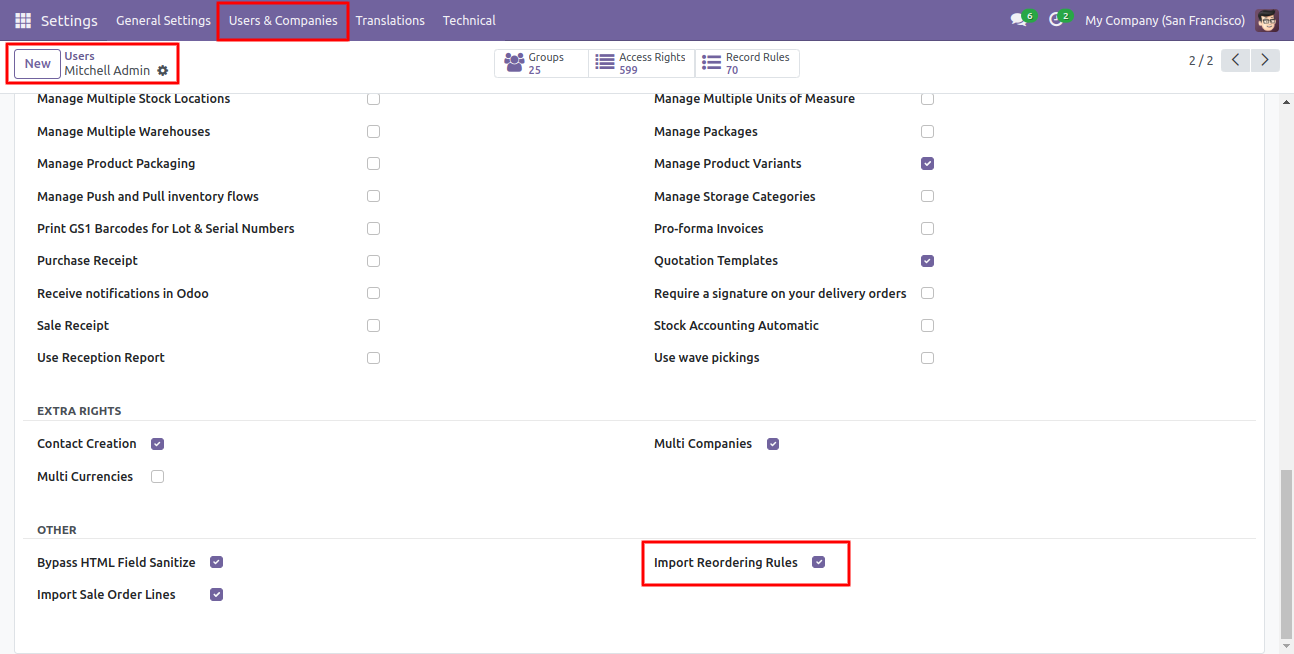 Settings General Settings Users & Companies Translations Technical 6 2 My Company (San Francisco)
New Users Groups Access Rights Record Rules
Mitchell Admin 25 599 70 2 / 2
Manage Multiple Stock Locations Manage Multiple Units of Measure
Manage Multiple Warehouses Manage Packages
Manage Product Packaging Manage Product Variants
Manage Push and Pull inventory flows Manage Storage Categories
Print GS1 Barcodes for Lot & Serial Numbers Pro-forma Invoices
Purchase Receipt Quotation Templates
Receive notifications in Odoo Require a signature on your delivery orders
Sale Receipt Stock Accounting Automatic
Use Reception Report Use wave pickings
EXTRA RIGHTS
Contact Creation Multi Companies
Multi Currencies
OTHER
Bypass HTML Field Sanitize Import Reordering Rules
Import Sale Order Lines